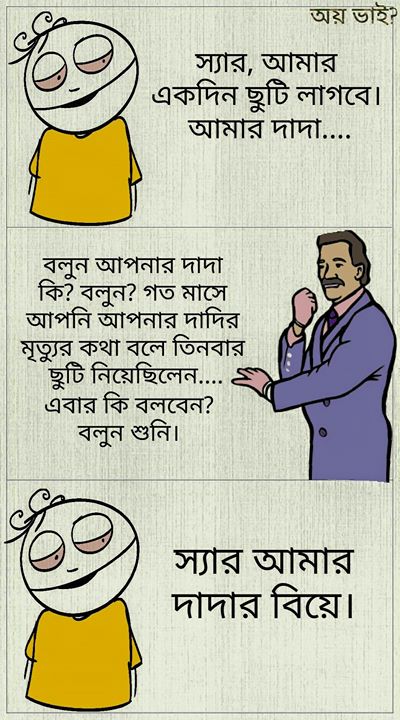 অয় ভাই?
স্যার, আমার
একদিন ছুটি লাগবে।
আমার দাদা....
বলুন আপনার দাদা
কি? বলুন? গত মাসে
আপনি আপনার দাদির
মৃত্যুর কথা বলে তিনবার
ছুটি নিয়েছিলেন....
এবার কি বলবেন?
বলুন শুনি।
স্যার আমার
দাদার বিয়ে।